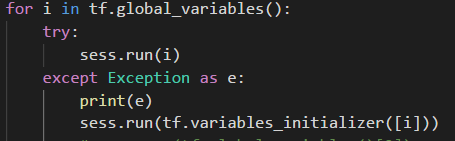 for i in tf.global_variables():
    try:
        sess.run(i)
    except Exception as e:
        print(e)
        sess.run(tf.variables_initializer([i]))